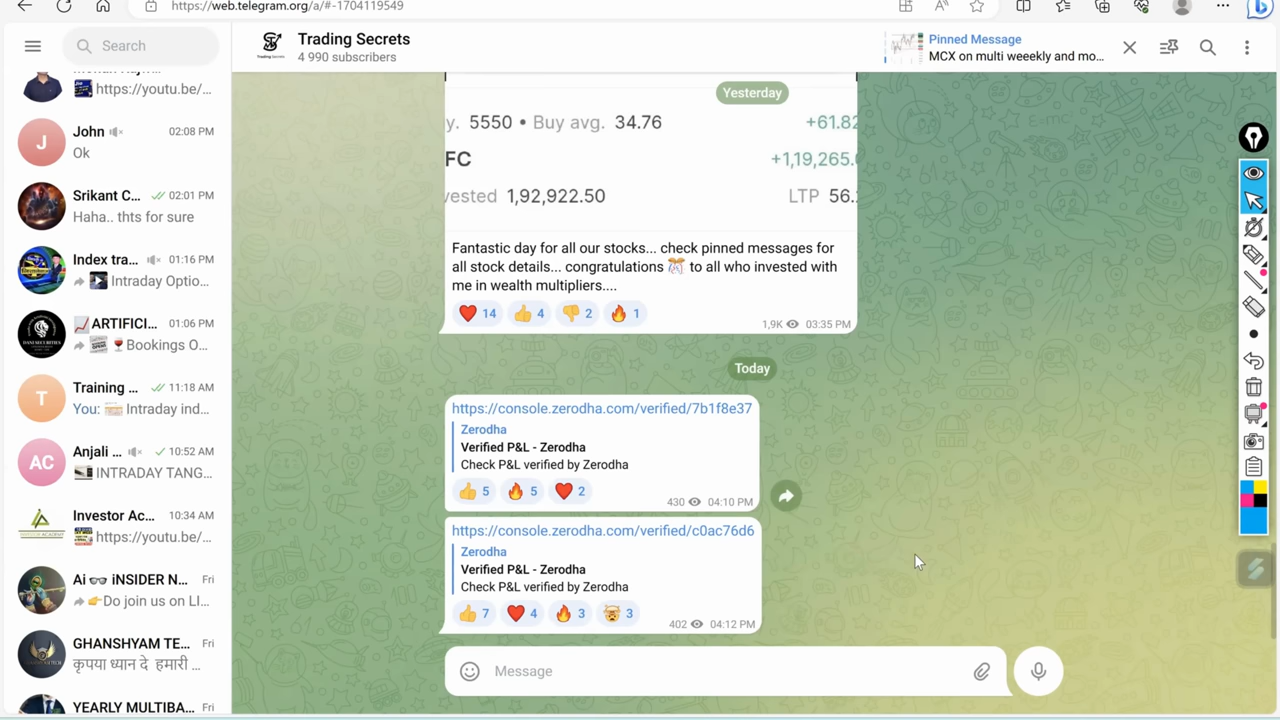 https://web.telegram.org/a/#-1704119549
Search
https://youtu.be/...
John 02:08 PM
Ok
Srikant C... 02:01 PM
Haha.. thts for sure
Index tra... 01:16 PM
Intraday Optio...
📈ARTIFICI... 01:06 PM
🍷Bookings O...
Training ... 11:18 AM
You: Intraday ind...
AC
Anjali ... 10:52 AM
INTRADAY TANG...
Investor Ac... 10:34 AM
https://youtu.be/...
Ai 👓 iNSIDER N... Fri
👉Do join us on LI...
GHANSHYAM TE... Fri
कृपया ध्यान दे हमारी ...
YEARLY MULTIBA... Fri
J
T
Trading Secrets
4 990 subscribers
Pinned Message
MCX on multi weeekly and mo...
Yesterday
y. 5550 • Buy avg. 34.76 +61.82
FC +1,19,265.
ested 1,92,922.50 LTP 56.
Fantastic day for all our stocks... check pinned messages for
all stock details... congratulations 🎊 to all who invested with
me in wealth multipliers....
❤️ 14 👍 4 👎 2 🔥 1
1,9K 03:35 PM
Today
https://console.zerodha.com/verified/7b1f8e37
Zerodha
Verified P&L - Zerodha
Check P&L verified by Zerodha
👍 5 🔥 5 ❤️ 2
430 04:10 PM
https://console.zerodha.com/verified/c0ac76d6
Zerodha
Verified P&L - Zerodha
Check P&L verified by Zerodha
👍 7 ❤️ 4 🔥 3 🤯 3
402 04:12 PM
Message